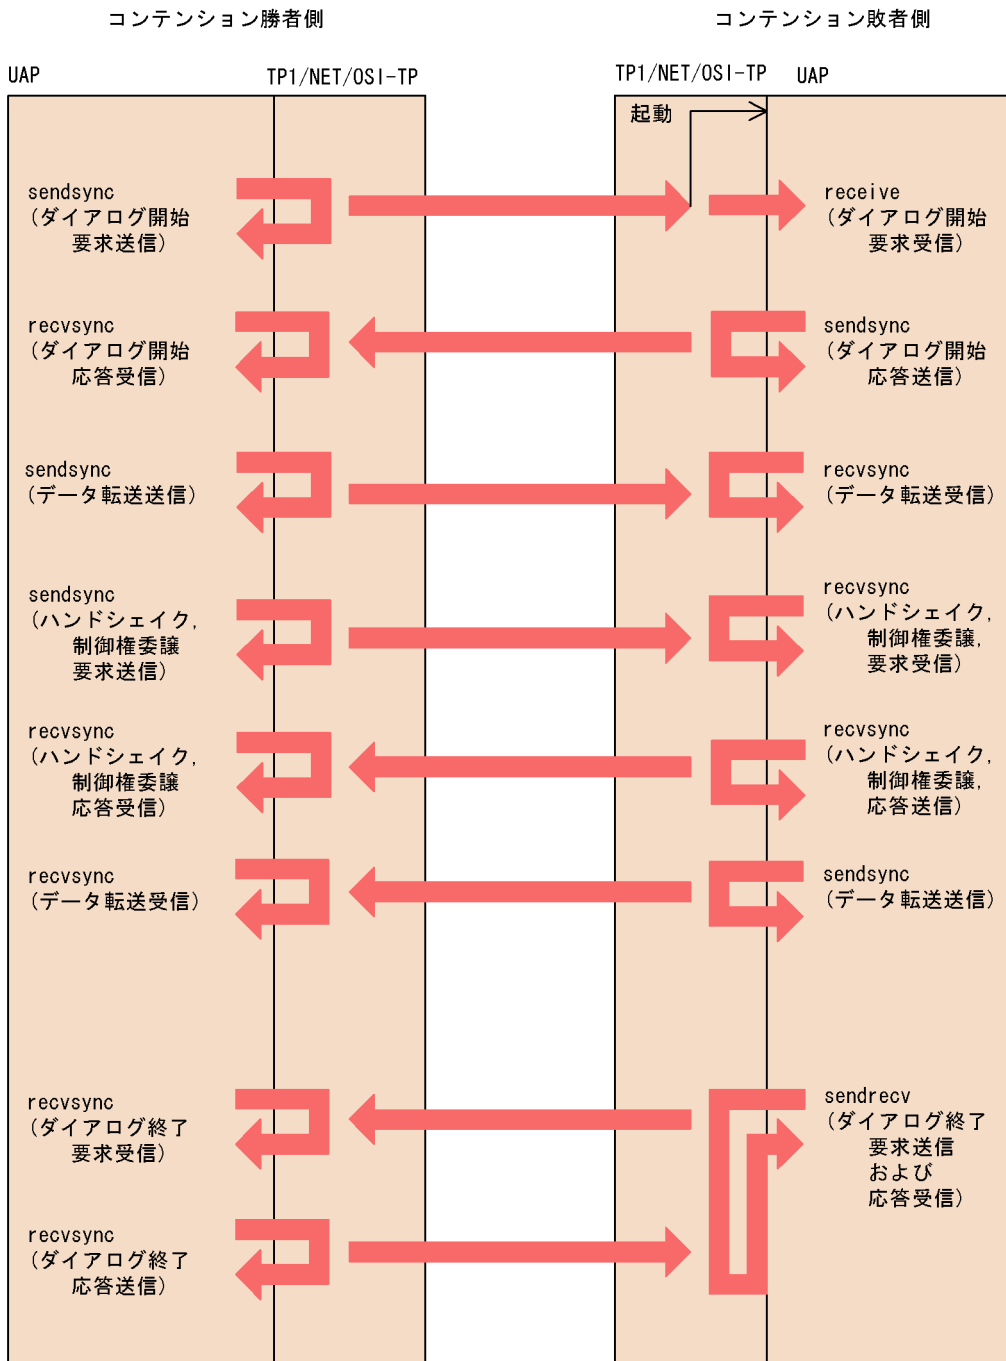 コンテンション勝者側
コンテンション敗者側
UAP
TP1/NET/OSI-TP
TP1/NET/OSI-TP
UAP
起動
sendsync
(ダイアログ開始
要求送信)
receive
(ダイアログ開始
要求受信)
recvsync
(ダイアログ開始
応答受信)
sendsync
(ダイアログ開始
応答送信)
sendsync
(データ転送送信)
recvsync
(データ転送受信)
sendsync
(ハンドシェイク,
制御権委譲
要求送信)
recvsync
(ハンドシェイク,
制御権委譲,
要求受信)
recvsync
(ハンドシェイク,
制御権委譲
応答受信)
recvsync
(ハンドシェイク,
制御権委譲,
応答送信)
recvsync
(データ転送受信)
sendsync
(データ転送送信)
recvsync
(ダイアログ終了
要求受信)
sendrecv
(ダイアログ終了
要求送信
および
応答受信)
recvsync
(ダイアログ終了
応答送信)